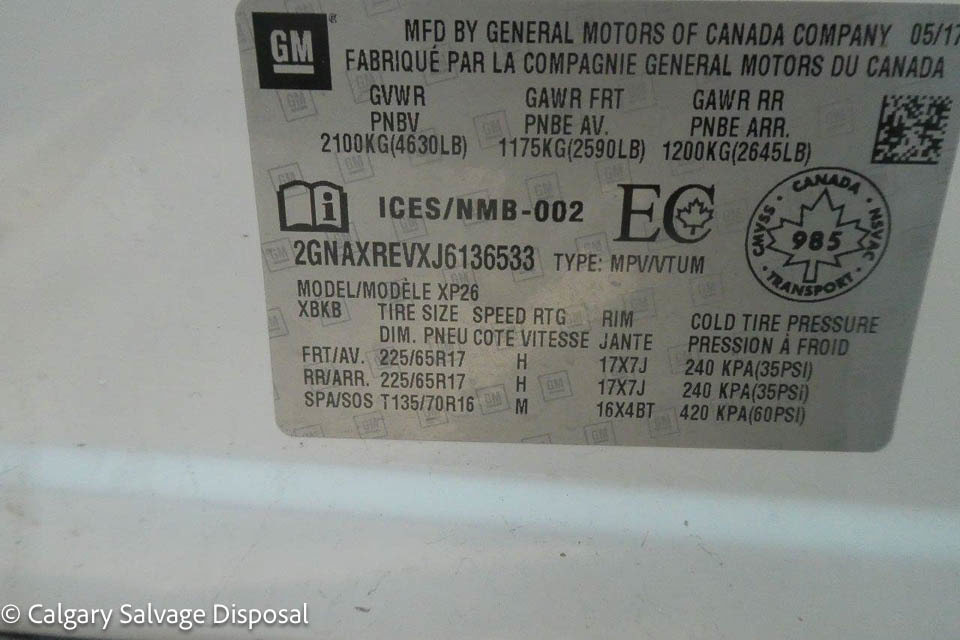 GM
MFD BY GENERAL MOTORS OF CANADA COMPANY 05/17
FABRIQUÉ PAR LA COMPAGNIE GENERAL MOTORS DU CANADA
GVWR GAWR FRT GAWR RR
PNBV PNBE AV. PNBE ARR.
2100KG(4630LB) 1175KG(2590LB) 1200KG(2645LB)
i ICES/NMB-002 EC
CANADA
CMVSS NSVAC
985
TRANSPORT
2GNAXREVXJ6136533 TYPE: MPV/VTUM
MODEL/MODÈLE XP26
XBKB TIRE SIZE SPEED RTG RIM COLD TIRE PRESSURE
DIM. PNEU COTE VITESSE JANTE PRESSION À FROID
FRT/AV. 225/65R17 H 17X7J 240 KPA(35PSI)
RR/ARR. 225/65R17 H 17X7J 240 KPA(35PSI)
SPA/SOS T135/70R16 M 16X4BT 420 KPA(60PSI)
© Calgary Salvage Disposal